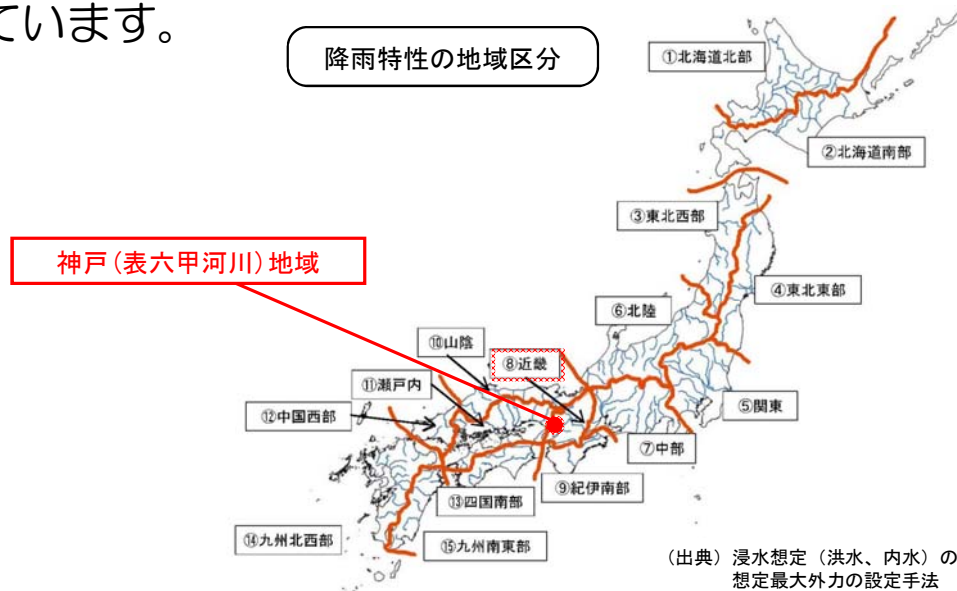 ています。
降雨特性の地域区分
①北海道北部
②北海道南部
③東北西部
神戸(表六甲河川)地域
④東北東部
⑥北陸
⑩山陰
⑧近畿
⑪瀬戸内
⑤関東
⑫中国西部
⑦中部
⑨紀伊南部
⑬四国南部
⑭九州北西部
⑮九州南東部
(出典)浸水想定(洪水、内水)の
想定最大外力の設定手法